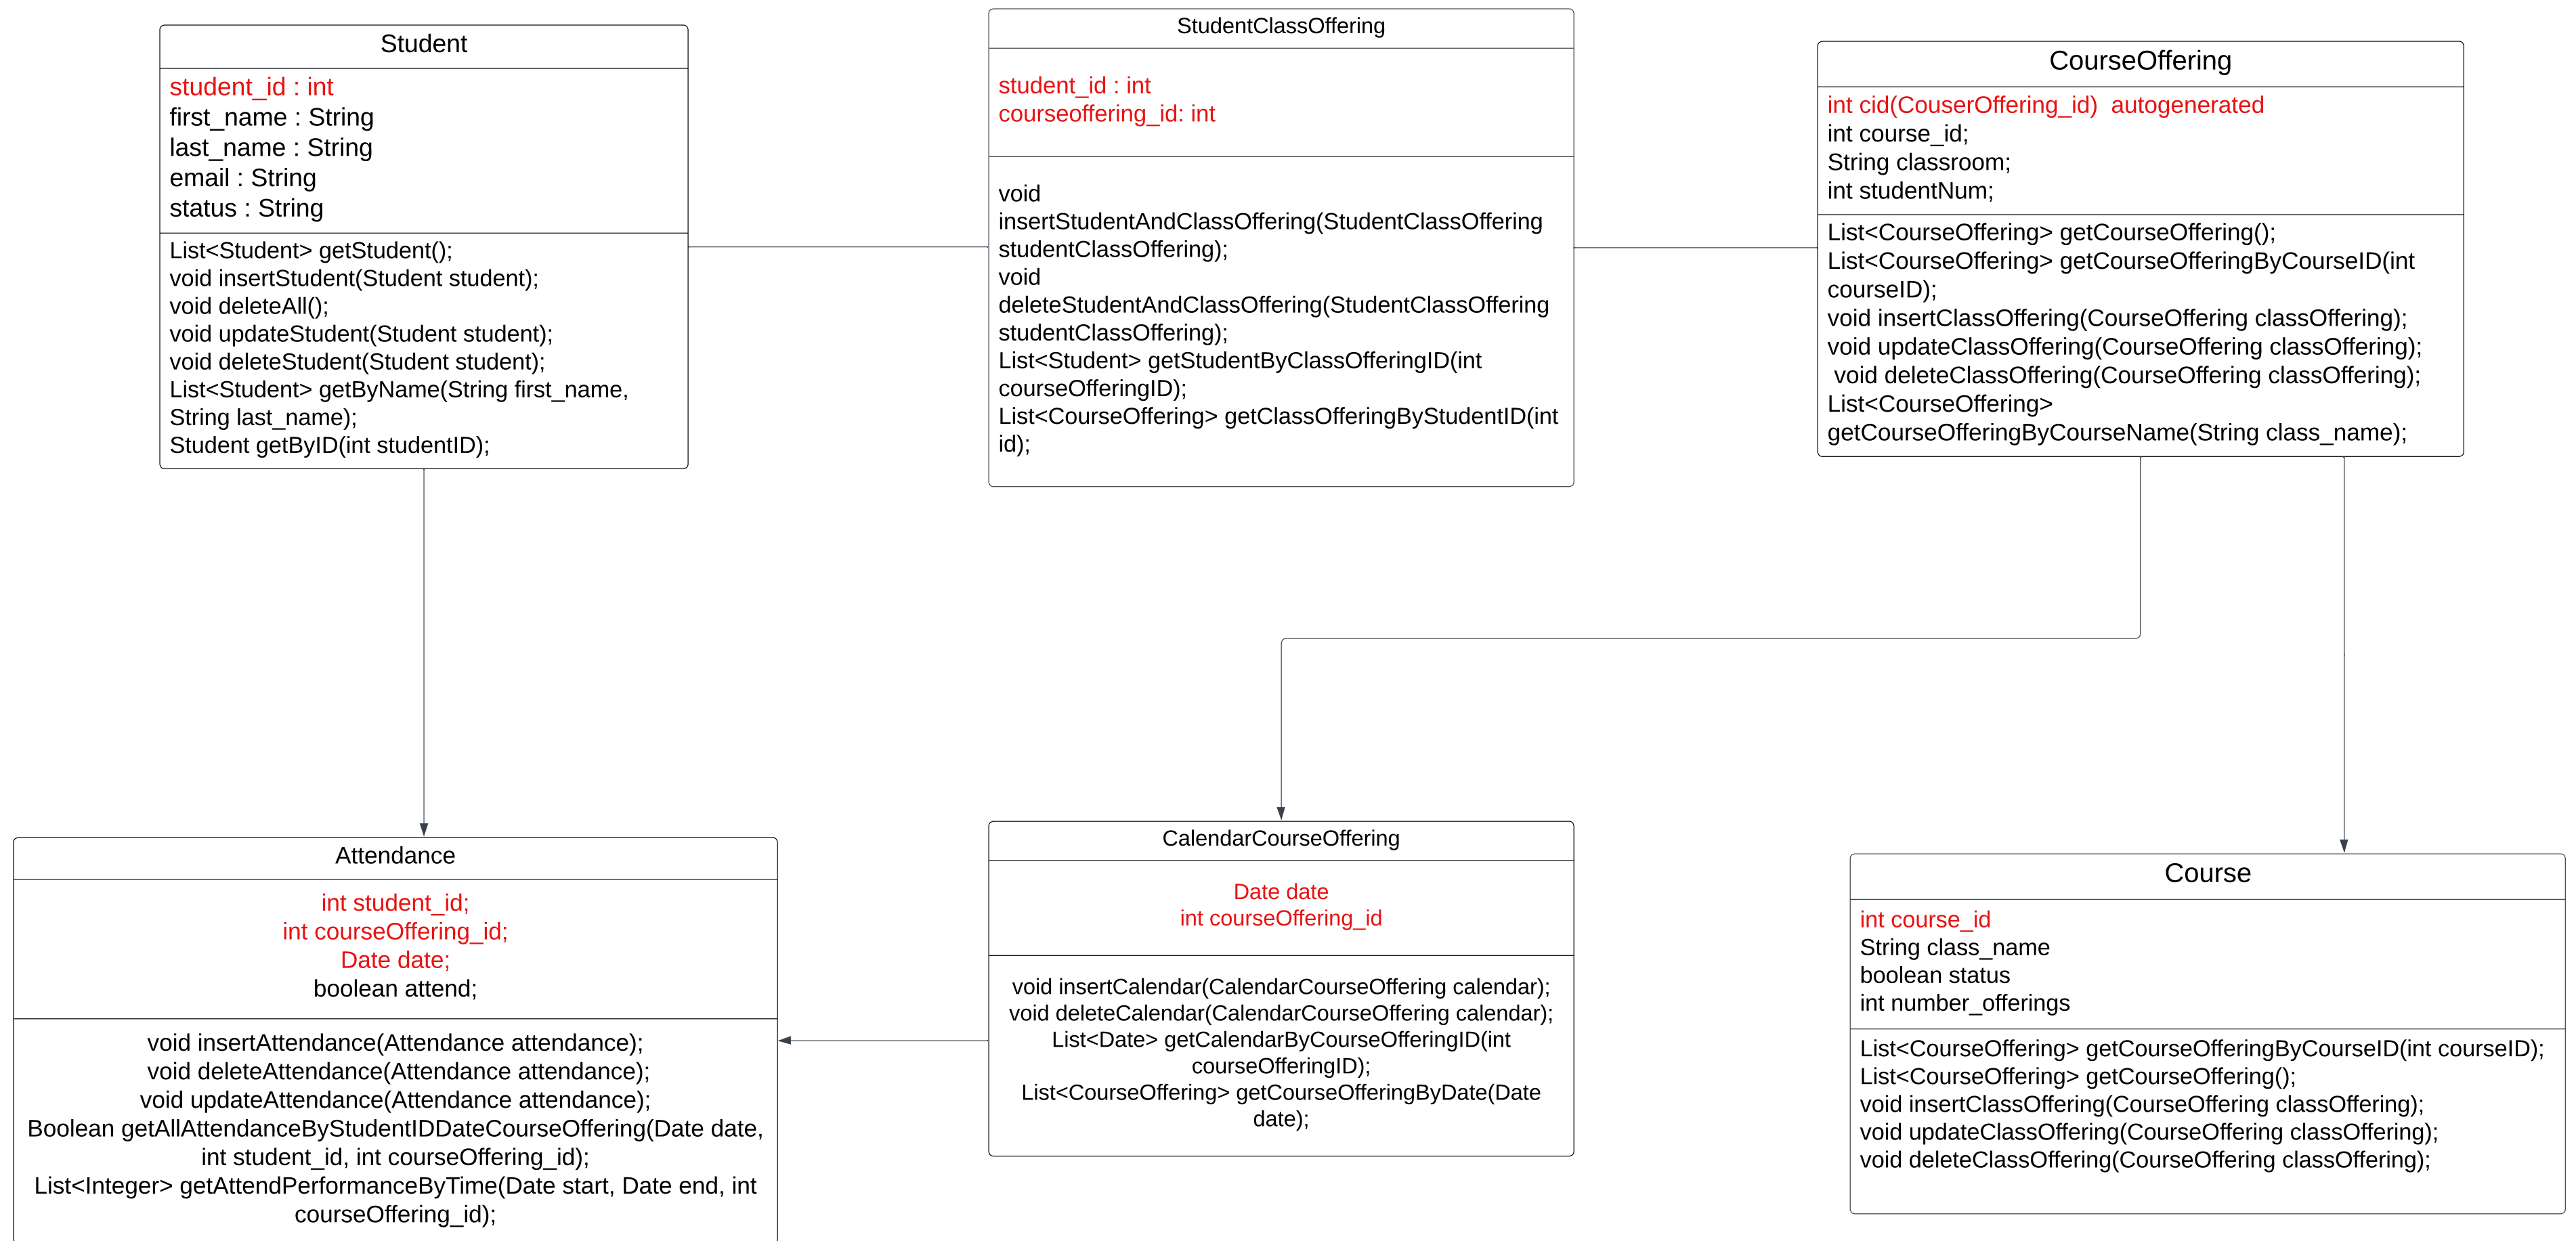 Student
student_id : int
first_name : String
last_name : String
email : String
status : String
List<Student> getStudent();
void insertStudent(Student student);
void deleteAll();
void updateStudent(Student student);
void deleteStudent(Student student);
List<Student> getByName(String first_name,
String last_name);
Student getByID(int studentID);
StudentClassOffering
student_id : int
courseoffering_id: int
void
insertStudentAndClassOffering(StudentClassOffering
studentClassOffering);
void
deleteStudentAndClassOffering(StudentClassOffering
studentClassOffering);
List<Student> getStudentByClassOfferingID(int
courseOfferingID);
List<CourseOffering> getClassOfferingByStudentID(int
id);
CourseOffering
int cid(CouserOffering_id)  autogenerated
int course_id;
String classroom;
int studentNum;
List<CourseOffering> getCourseOffering();
List<CourseOffering> getCourseOfferingByCourseID(int
courseID);
void insertClassOffering(CourseOffering classOffering);
void updateClassOffering(CourseOffering classOffering);
void deleteClassOffering(CourseOffering classOffering);
List<CourseOffering>
getCourseOfferingByCourseName(String class_name);
Attendance
int student_id;
int courseOffering_id;
Date date;
boolean attend;
void insertAttendance(Attendance attendance);
void deleteAttendance(Attendance attendance);
void updateAttendance(Attendance attendance);
Boolean getAllAttendanceByStudentIDDateCourseOffering(Date date,
int student_id, int courseOffering_id);
List<Integer> getAttendPerformanceByTime(Date start, Date end, int
courseOffering_id);
CalendarCourseOffering
Date date
int courseOffering_id
void insertCalendar(CalendarCourseOffering calendar);
void deleteCalendar(CalendarCourseOffering calendar);
List<Date> getCalendarByCourseOfferingID(int
courseOfferingID);
List<CourseOffering> getCourseOfferingByDate(Date
date);
Course
int course_id
String class_name
boolean status
int number_offerings
List<CourseOffering> getCourseOfferingByCourseID(int courseID);
List<CourseOffering> getCourseOffering();
void insertClassOffering(CourseOffering classOffering);
void updateClassOffering(CourseOffering classOffering);
void deleteClassOffering(CourseOffering classOffering);